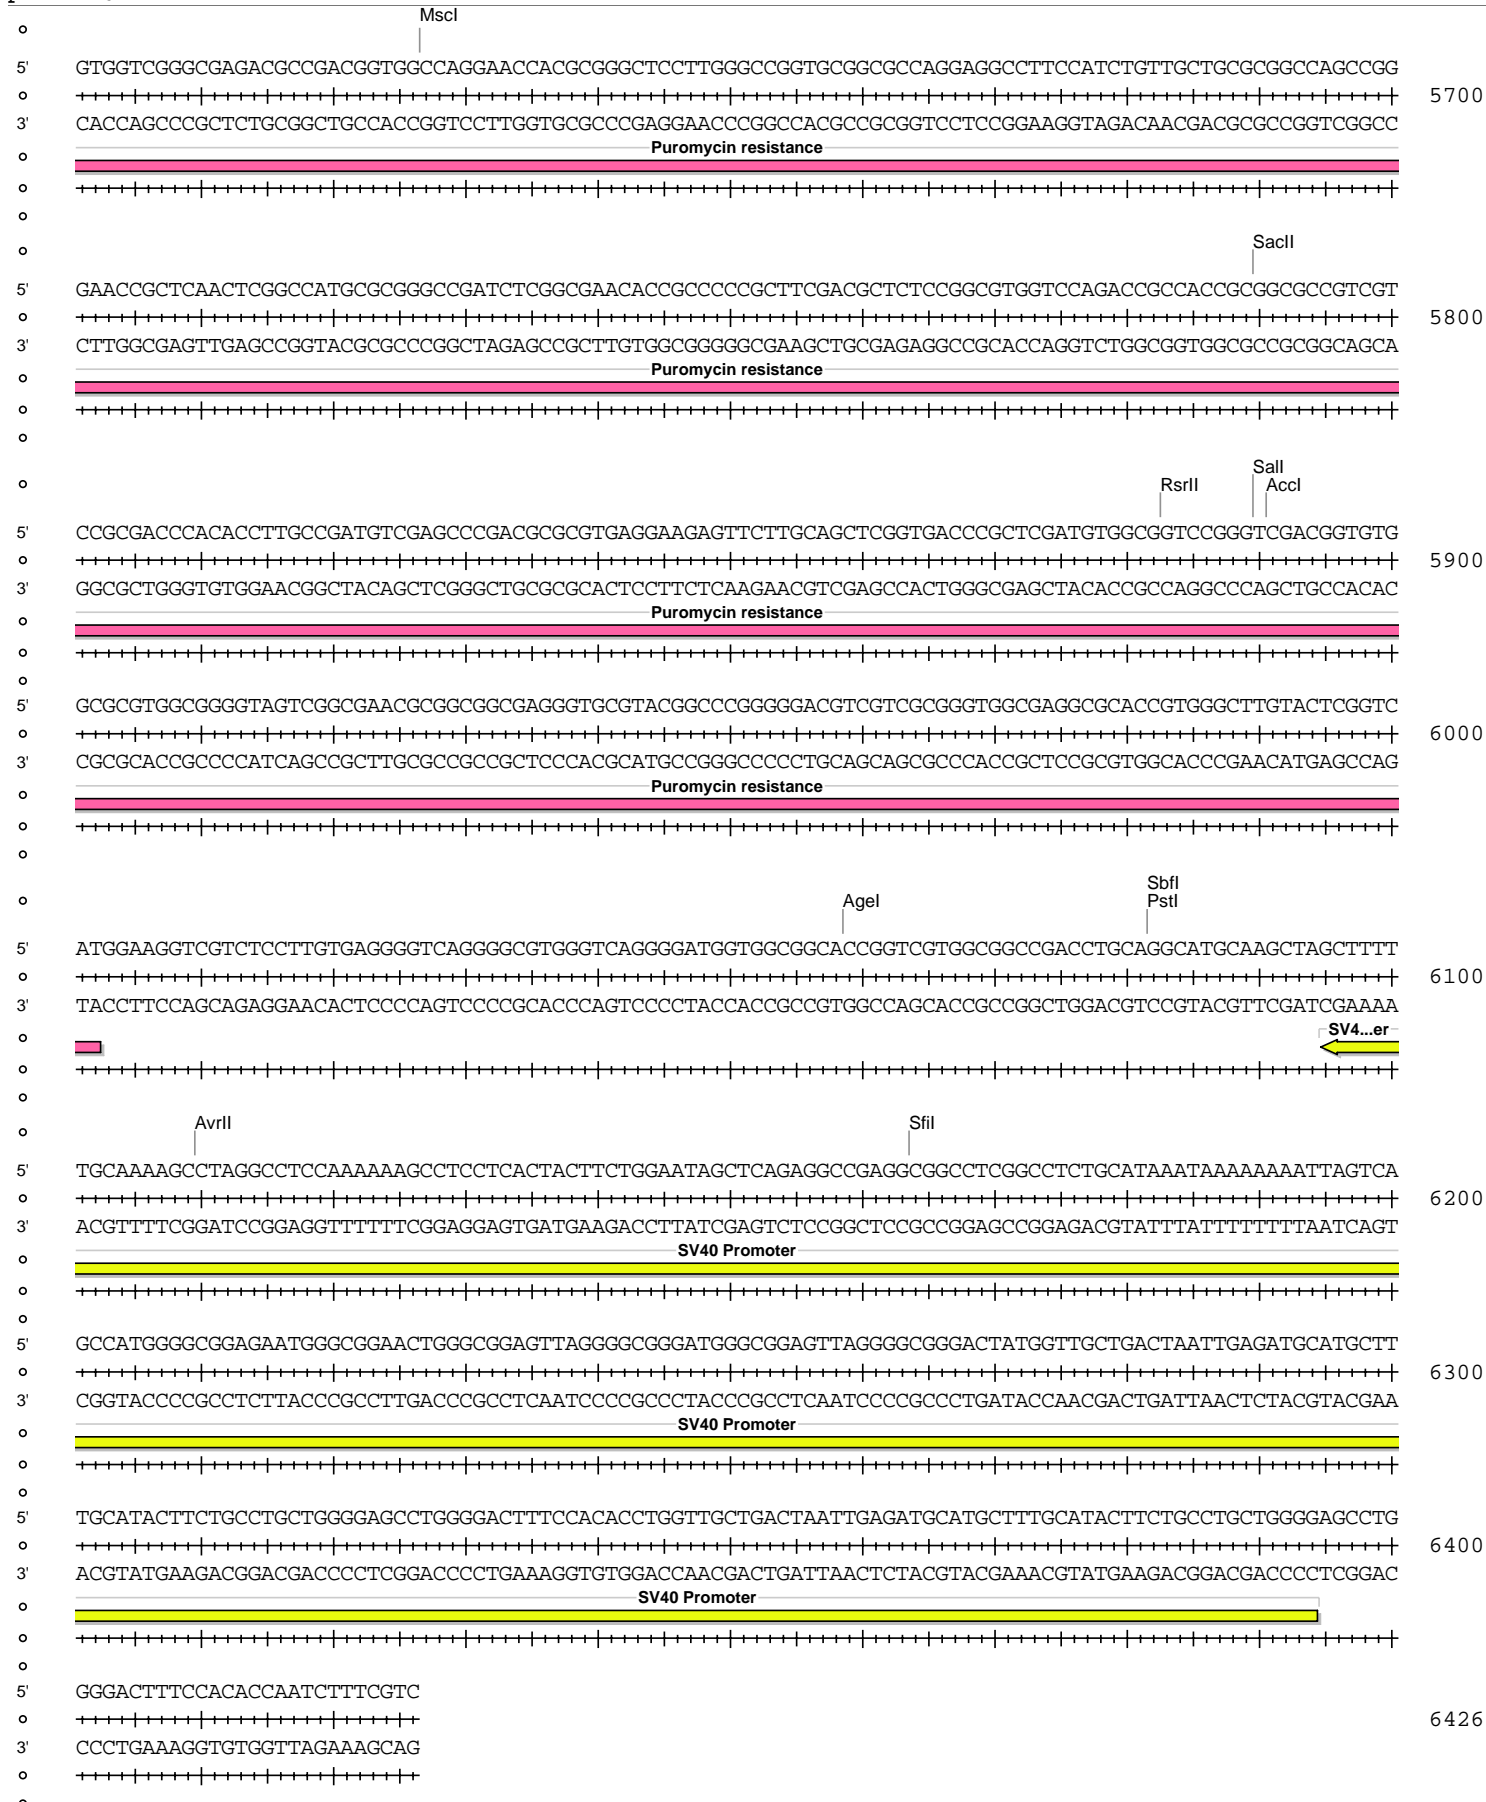 MscI
5' GTGGTCGGGCGAGACGCCGACGGTGGCCAGGAACCACGCGGGCTCCTTGGGCCGGTGCGGCGCCAGGAGGCCTTCCATCTGTTGCTGCGCGGCCAGCCGG
5700
3' CACCAGCCCGCTCTGCGGCTGCCACCGGTCCTTGGTGCGCCCGAGGAACCCGGCCACGCCGCGGTCCTCCGGAAGGTAGACAACGACGCGCCGGTCGGCC
Puromycin resistance
SacII
5' GAACCGCTCAACTCGGCCATGCGCGGGCCGATCTCGGCGAACACCGCCCCCGCTTCGACGCTCTCCGGCGTGGTCCAGACCGCCACCGCGGCGCCGTCGT
5800
3' CTTGGCGAGTTGAGCCGGTACGCGCCCGGCTAGAGCCGCTTGTGGCGGGGGCGAAGCTGCGAGAGGCCGCACCAGGTCTGGCGGTGGCGCCGCGGCAGCA
Puromycin resistance
SalI
RsrII AccI
5' CCGCGACCCACACCTTGCCGATGTCGAGCCCGACGCGCGTGAGGAAGAGTTCTTGCAGCTCGGTGACCCGCTCGATGTGGCGGTCCGGGTCGACGGTGTG
5900
3' GGCGCTGGGTGTGGAACGGCTACAGCTCGGGCTGCGCGCACTCCTTCTCAAGAACGTCGAGCCACTGGGCGAGCTACACCGCCAGGCCCAGCTGCCACAC
Puromycin resistance
5' GCGCGTGGCGGGGTAGTCGGCGAACGCGGCGGCGAGGGTGCGTACGGCCCGGGGGACGTCGTCGCGGGTGGCGAGGCGCACCGTGGGCTTGTACTCGGTC
6000
3' CGCGCACCGCCCCATCAGCCGCTTGCGCCGCCGCTCCCACGCATGCCGGGCCCCCTGCAGCAGCGCCCACCGCTCCGCGTGGCACCCGAACATGAGCCAG
Puromycin resistance
SbfI
AgeI PstI
5' ATGGAAGGTCGTCTCCTTGTGAGGGGTCAGGGGCGTGGGTCAGGGGATGGTGGCGGCACCGGTCGTGGCGGCCGACCTGCAGGCATGCAAGCTAGCTTTT
6100
3' TACCTTCCAGCAGAGGAACACTCCCCAGTCCCCGCACCCAGTCCCCTACCACCGCCGTGGCCAGCACCGCCGGCTGGACGTCCGTACGTTCGATCGAAAA
SV4...er
AvrII SfiI
5' TGCAAAAGCCTAGGCCTCCAAAAAAGCCTCCTCACTACTTCTGGAATAGCTCAGAGGCCGAGGCGGCCTCGGCCTCTGCATAAATAAAAAAAATTAGTCA
6200
3' ACGTTTTCGGATCCGGAGGTTTTTTCGGAGGAGTGATGAAGACCTTATCGAGTCTCCGGCTCCGCCGGAGCCGGAGACGTATTTATTTTTTTTAATCAGT
SV40 Promoter
5' GCCATGGGGCGGAGAATGGGCGGAACTGGGCGGAGTTAGGGGCGGGATGGGCGGAGTTAGGGGCGGGACTATGGTTGCTGACTAATTGAGATGCATGCTT
6300
3' CGGTACCCCGCCTCTTACCCGCCTTGACCCGCCTCAATCCCCGCCCTACCCGCCTCAATCCCCGCCCTGATACCAACGACTGATTAACTCTACGTACGAA
SV40 Promoter
5' TGCATACTTCTGCCTGCTGGGGAGCCTGGGGACTTTCCACACCTGGTTGCTGACTAATTGAGATGCATGCTTTGCATACTTCTGCCTGCTGGGGAGCCTG
6400
3' ACGTATGAAGACGGACGACCCCTCGGACCCCTGAAAGGTGTGGACCAACGACTGATTAACTCTACGTACGAAACGTATGAAGACGGACGACCCCTCGGAC
SV40 Promoter
5' GGGACTTTCCACACCAATCTTTCGTC
6426
3' CCCTGAAAGGTGTGGTTAGAAAGCAG